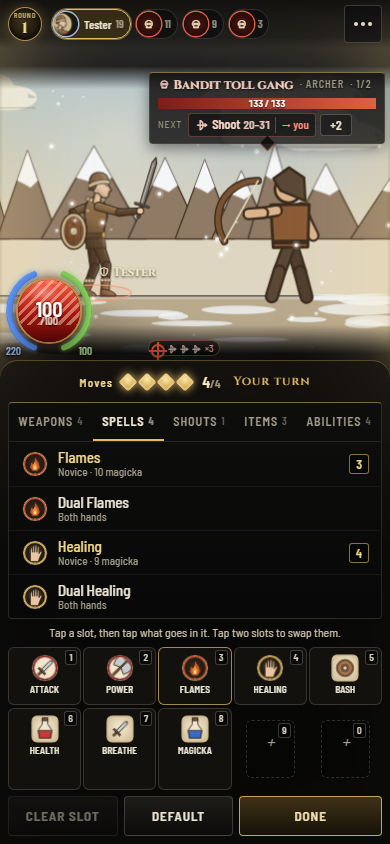 ROUND
1
Tester 19
11
9
3
BANDIT TOLL GANG · ARCHER · 1/2
133 / 133
NEXT Shoot 20-31 → you +2
TESTER
100
/100
220
100
×3
Moves 4/4 YOUR TURN
WEAPONS 4 SPELLS 4 SHOUTS 1 ITEMS 3 ABILITIES 4
Flames
Novice · 10 magicka
3
Dual Flames
Both hands
Healing
Novice · 9 magicka
4
Dual Healing
Both hands
Tap a slot, then tap what goes in it. Tap two slots to swap them.
1 2 3 4 5
ATTACK POWER FLAMES HEALING BASH
6 7 8 9 0
+ +
HEALTH BREATHE MAGICKA
CLEAR SLOT DEFAULT DONE